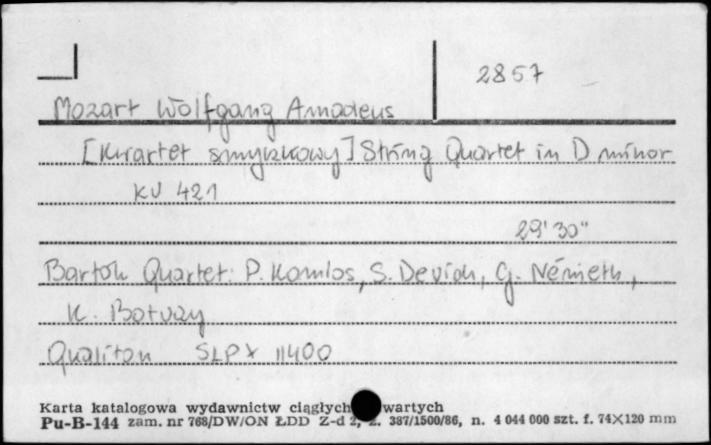 2857
Mozart Wolfgang Amadeus
[Kwartet smyczkowy] String Quartet in D minor
KV 421
29'30"
Bartók Quartet: P. Komlos, S. Devich, G. Németh,
K. Botvay
Qualiton SLPX 11400
Karta katalogowa wydawnictw ciągłych wartych
Pu-B-144 zam. nr 768/DW/ON ŁDD Z-d 2, z. 387/1500/86, n. 4 044 000 szt. f. 74×120 mm